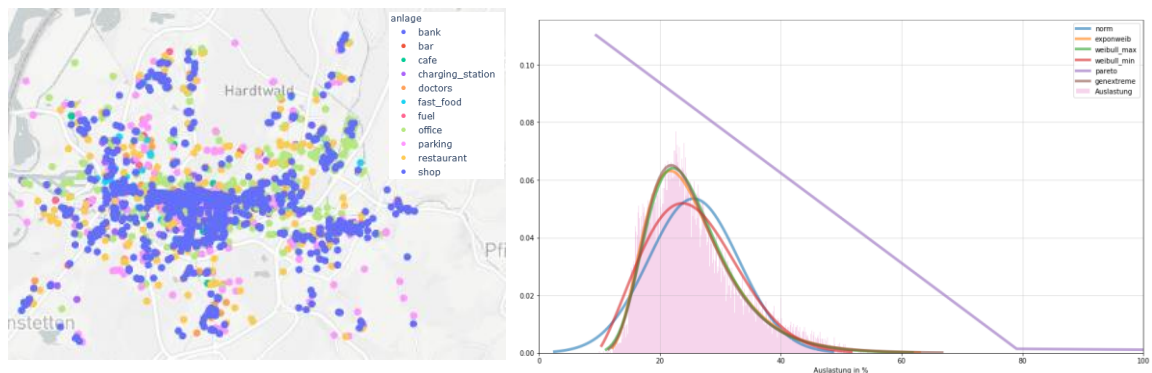 anlage
bank
bar
cafe
charging_station
doctors
fast_food
fuel
office
parking
restaurant
shop
Hardtwald
Pfi
nstetten
norm
exponweib
weibull_max
weibull_min
pareto
genextreme
Auslastung
0.10
0.08
0.06
0.04
0.02
0.00
0 20 40 60 80 100
Auslastung in %